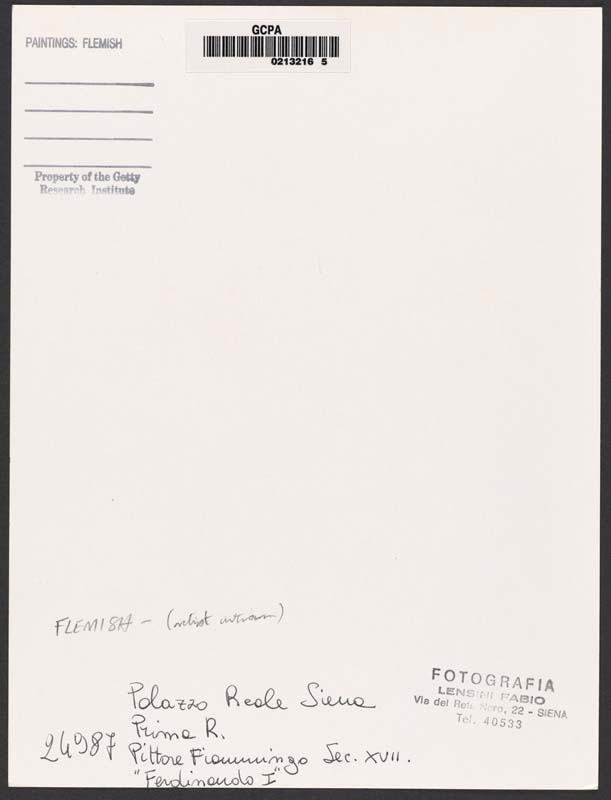 PAINTINGS: FLEMISH
GCPA
0213216 5
Property of the Getty
Research Institute
FLEMISH - (artist unknown)
Palazzo Reale Siena
Prima R.
24987 Pittore Fiammingo Sec. XVII.
"Ferdinando I"
FOTOGRAFIA
LENSINI FABIO
Via del Rete Nero, 22 - SIENA
Tel. 40533